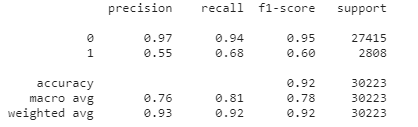 precision recall f1-score support
0 0.97 0.94 0.95 27415
1 0.55 0.68 0.60 2808
accuracy 0.92 30223
macro avg 0.76 0.81 0.78 30223
weighted avg 0.93 0.92 0.92 30223